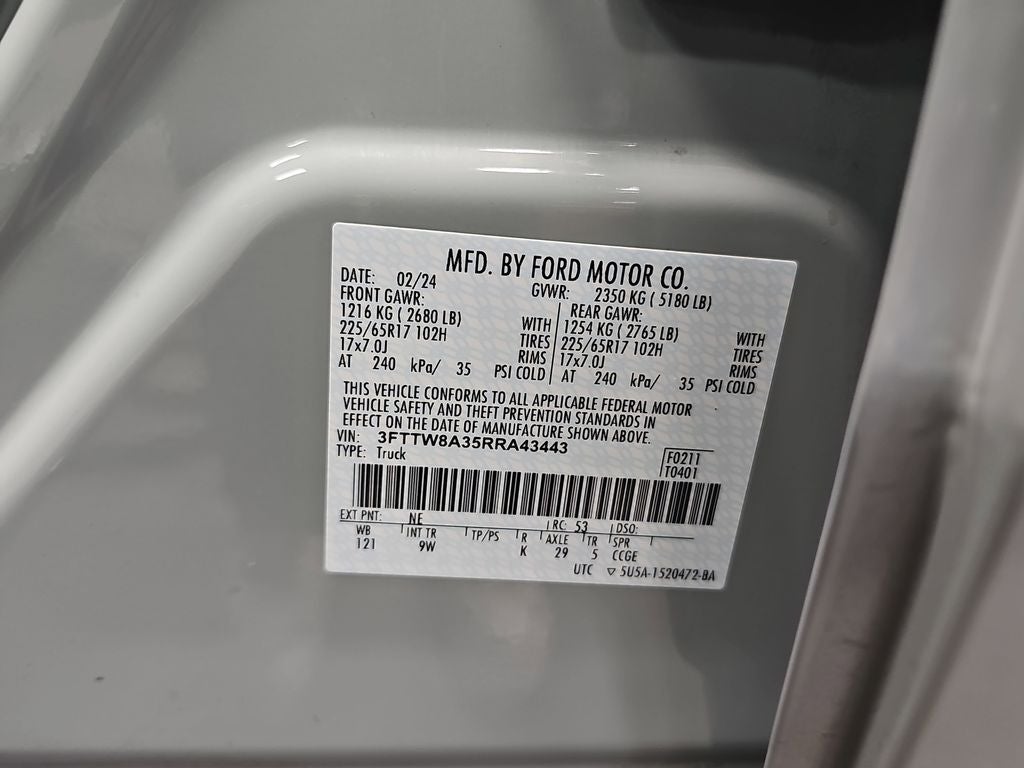 MFD. BY FORD MOTOR CO.
DATE: 02/24 GVWR: 2350 KG ( 5180 LB)
FRONT GAWR: REAR GAWR:
1216 KG ( 2680 LB) WITH 1254 KG ( 2765 LB) WITH
225/65R17 102H TIRES 225/65R17 102H TIRES
17x7.0J RIMS 17x7.0J RIMS
AT 240 kPa/ 35 PSI COLD AT 240 kPa/ 35 PSI COLD
THIS VEHICLE CONFORMS TO ALL APPLICABLE FEDERAL MOTOR
VEHICLE SAFETY AND THEFT PREVENTION STANDARDS IN
EFFECT ON THE DATE OF MANUFACTURE SHOWN ABOVE.
VIN: 3FTTW8A35RRA43443
TYPE: Truck F0211
T0401
EXT PNT: NE RC: 53 DSO:
WB INT TR TP/PS R AXLE TR SPR
121 9W K 29 5 CCGE
UTC ▽ 5U5A-1520472-BA